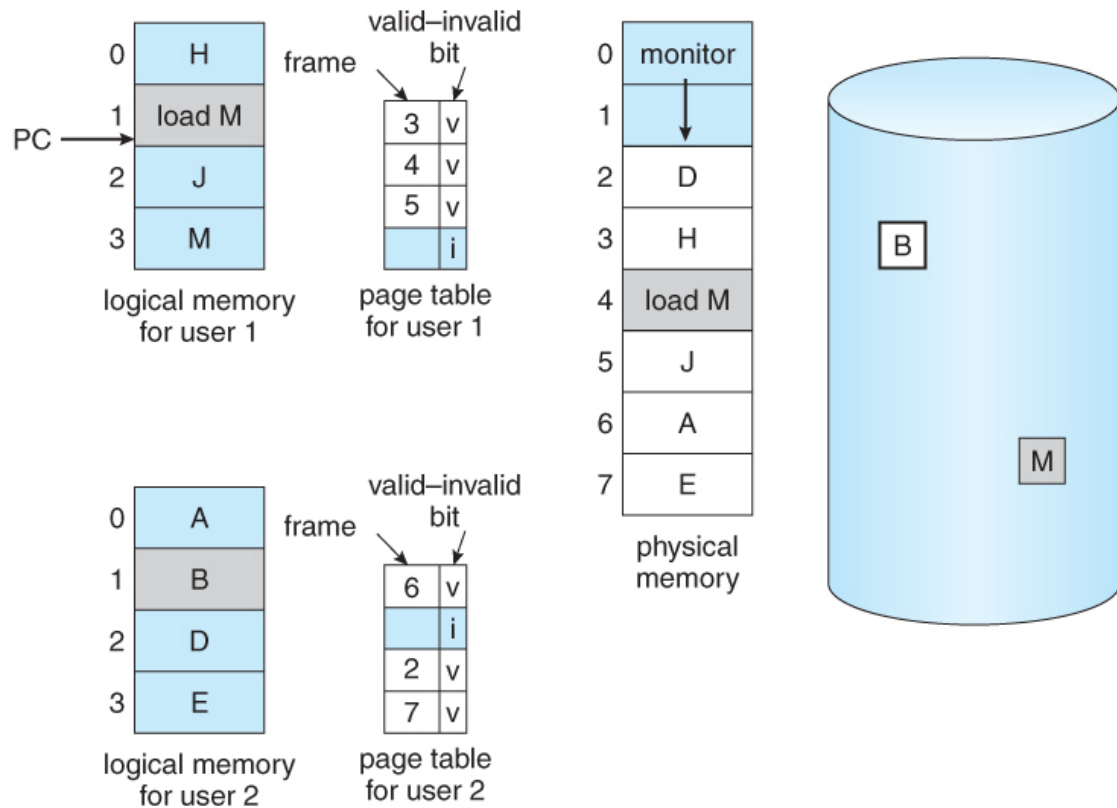 0 H
1 load M
PC
2 J
3 M
logical memory
for user 1
valid–invalid
bit
frame
3 v
4 v
5 v
i
page table
for user 1
0 monitor
1
2 D
3 H
4 load M
5 J
6 A
7 E
physical
memory
B
M
0 A
1 B
2 D
3 E
logical memory
for user 2
valid–invalid
bit
frame
6 v
i
2 v
7 v
page table
for user 2